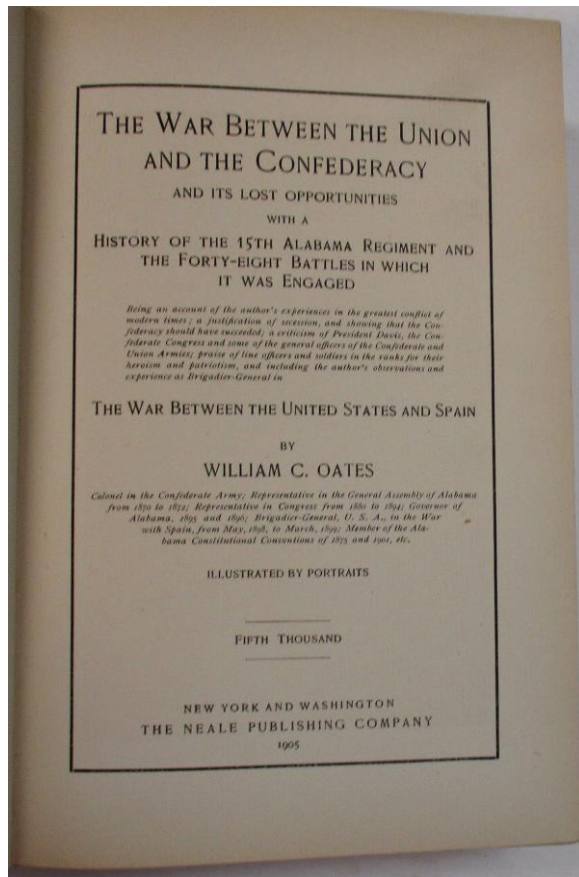 THE WAR BETWEEN THE UNION
AND THE CONFEDERACY
AND ITS LOST OPPORTUNITIES
WITH A
HISTORY OF THE 15TH ALABAMA REGIMENT AND
THE FORTY-EIGHT BATTLES IN WHICH
IT WAS ENGAGED
Being an account of the author's experiences in the greatest conflict of
modern times; a justification of secession, and showing that the Con-
federacy should have succeeded; a criticism of President Davis, the Con-
federate Congress and some of the general officers of the Confederate and
Union Armies; praise of line officers and soldiers in the ranks for their
heroism and patriotism, and including the author's observations and
experience as Brigadier-General in
THE WAR BETWEEN THE UNITED STATES AND SPAIN
BY
WILLIAM C. OATES
Colonel in the Confederate Army; Representative in the General Assembly of Alabama
from 1870 to 1872; Representative in Congress from 1880 to 1894; Governor of
Alabama, 1895 and 1896; Brigadier-General, U. S. A., in the War
with Spain, from May, 1898, to March, 1899; Member of the Ala-
bama Constitutional Conventions of 1875 and 1901, etc.
ILLUSTRATED BY PORTRAITS
FIFTH THOUSAND
NEW YORK AND WASHINGTON
THE NEALE PUBLISHING COMPANY
1905